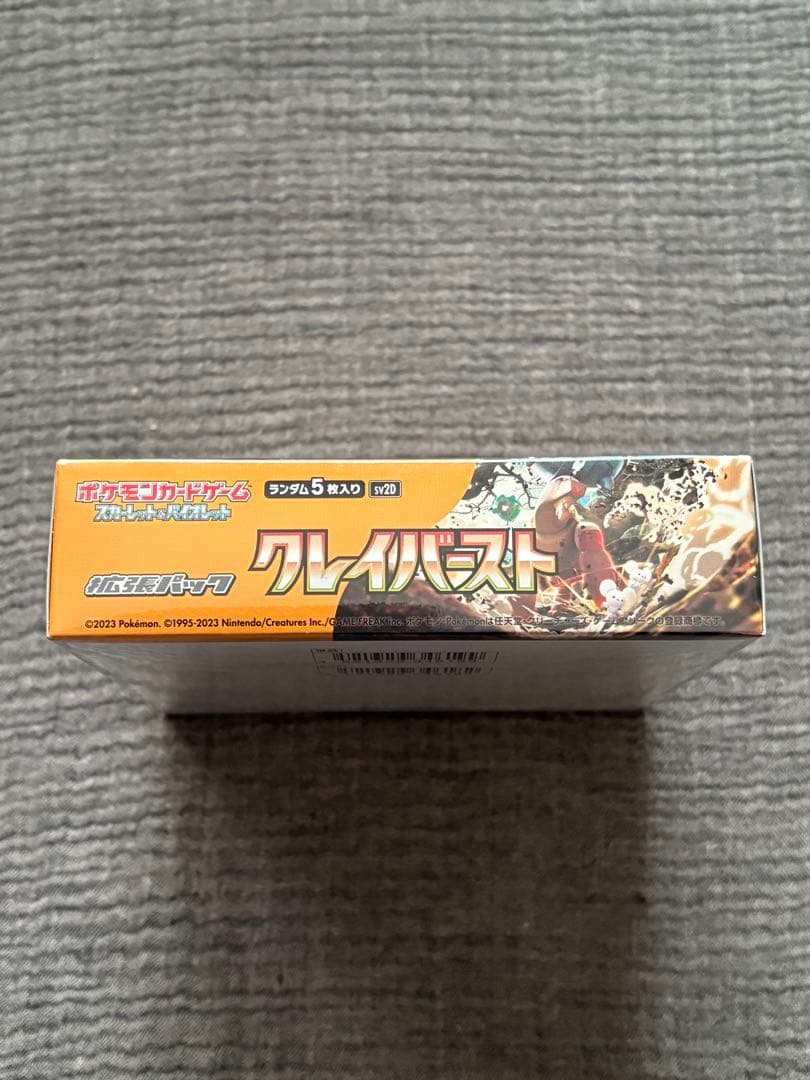 ポケモンカードゲーム
スカーレット&バイオレット
ランダム5枚入り
SV2D
クレイバースト
拡張パック
©2023 Pokémon. ©1995-2023 Nintendo/Creatures Inc./GAME FREAK inc. ポケモン・Pokémonは任天堂・クリーチャーズ・ゲームフリークの登録商標です。